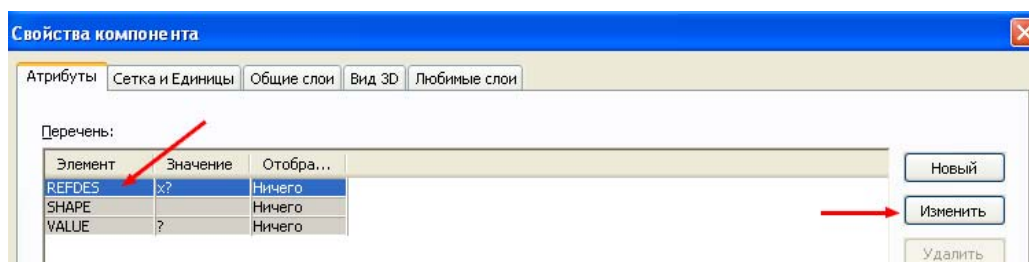 Свойства компонента
Атрибуты Сетка и Единицы Общие слои Вид 3D Любимые слои
Перечень:
Элемент Значение Отобра...
Новый
REFDES x? Ничего
SHAPE Ничего
Изменить
VALUE ? Ничего
Удалить